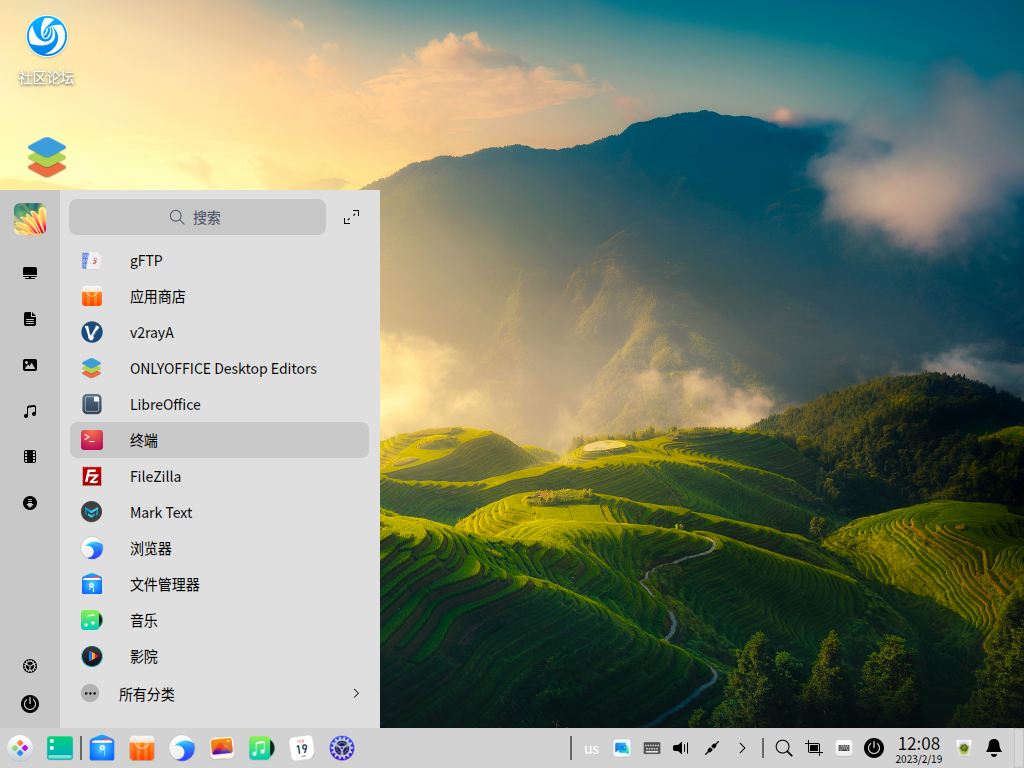 社区论坛
搜索
gFTP
应用商店
v2rayA
ONLYOFFICE Desktop Editors
LibreOffice
终端
FileZilla
Mark Text
浏览器
文件管理器
音乐
影院
所有分类
19
us
12:08
2023/2/19